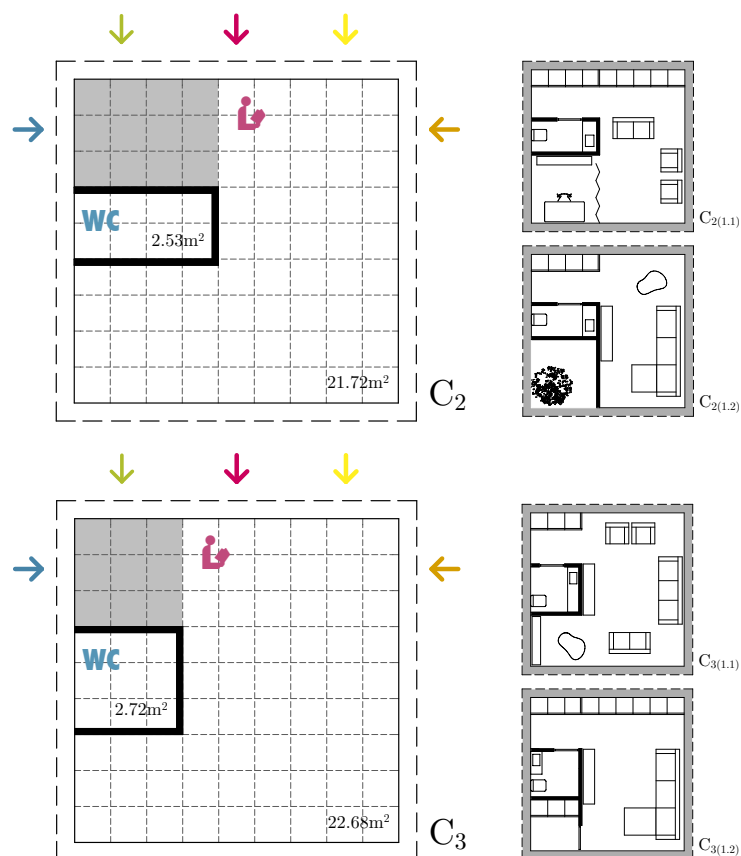 WC
2.53m²
21.72m²
C₂
C₂₍₁.₁₎
C₂₍₁.₂₎
WC
2.72m²
22.68m²
C₃
C₃₍₁.₁₎
C₃₍₁.₂₎